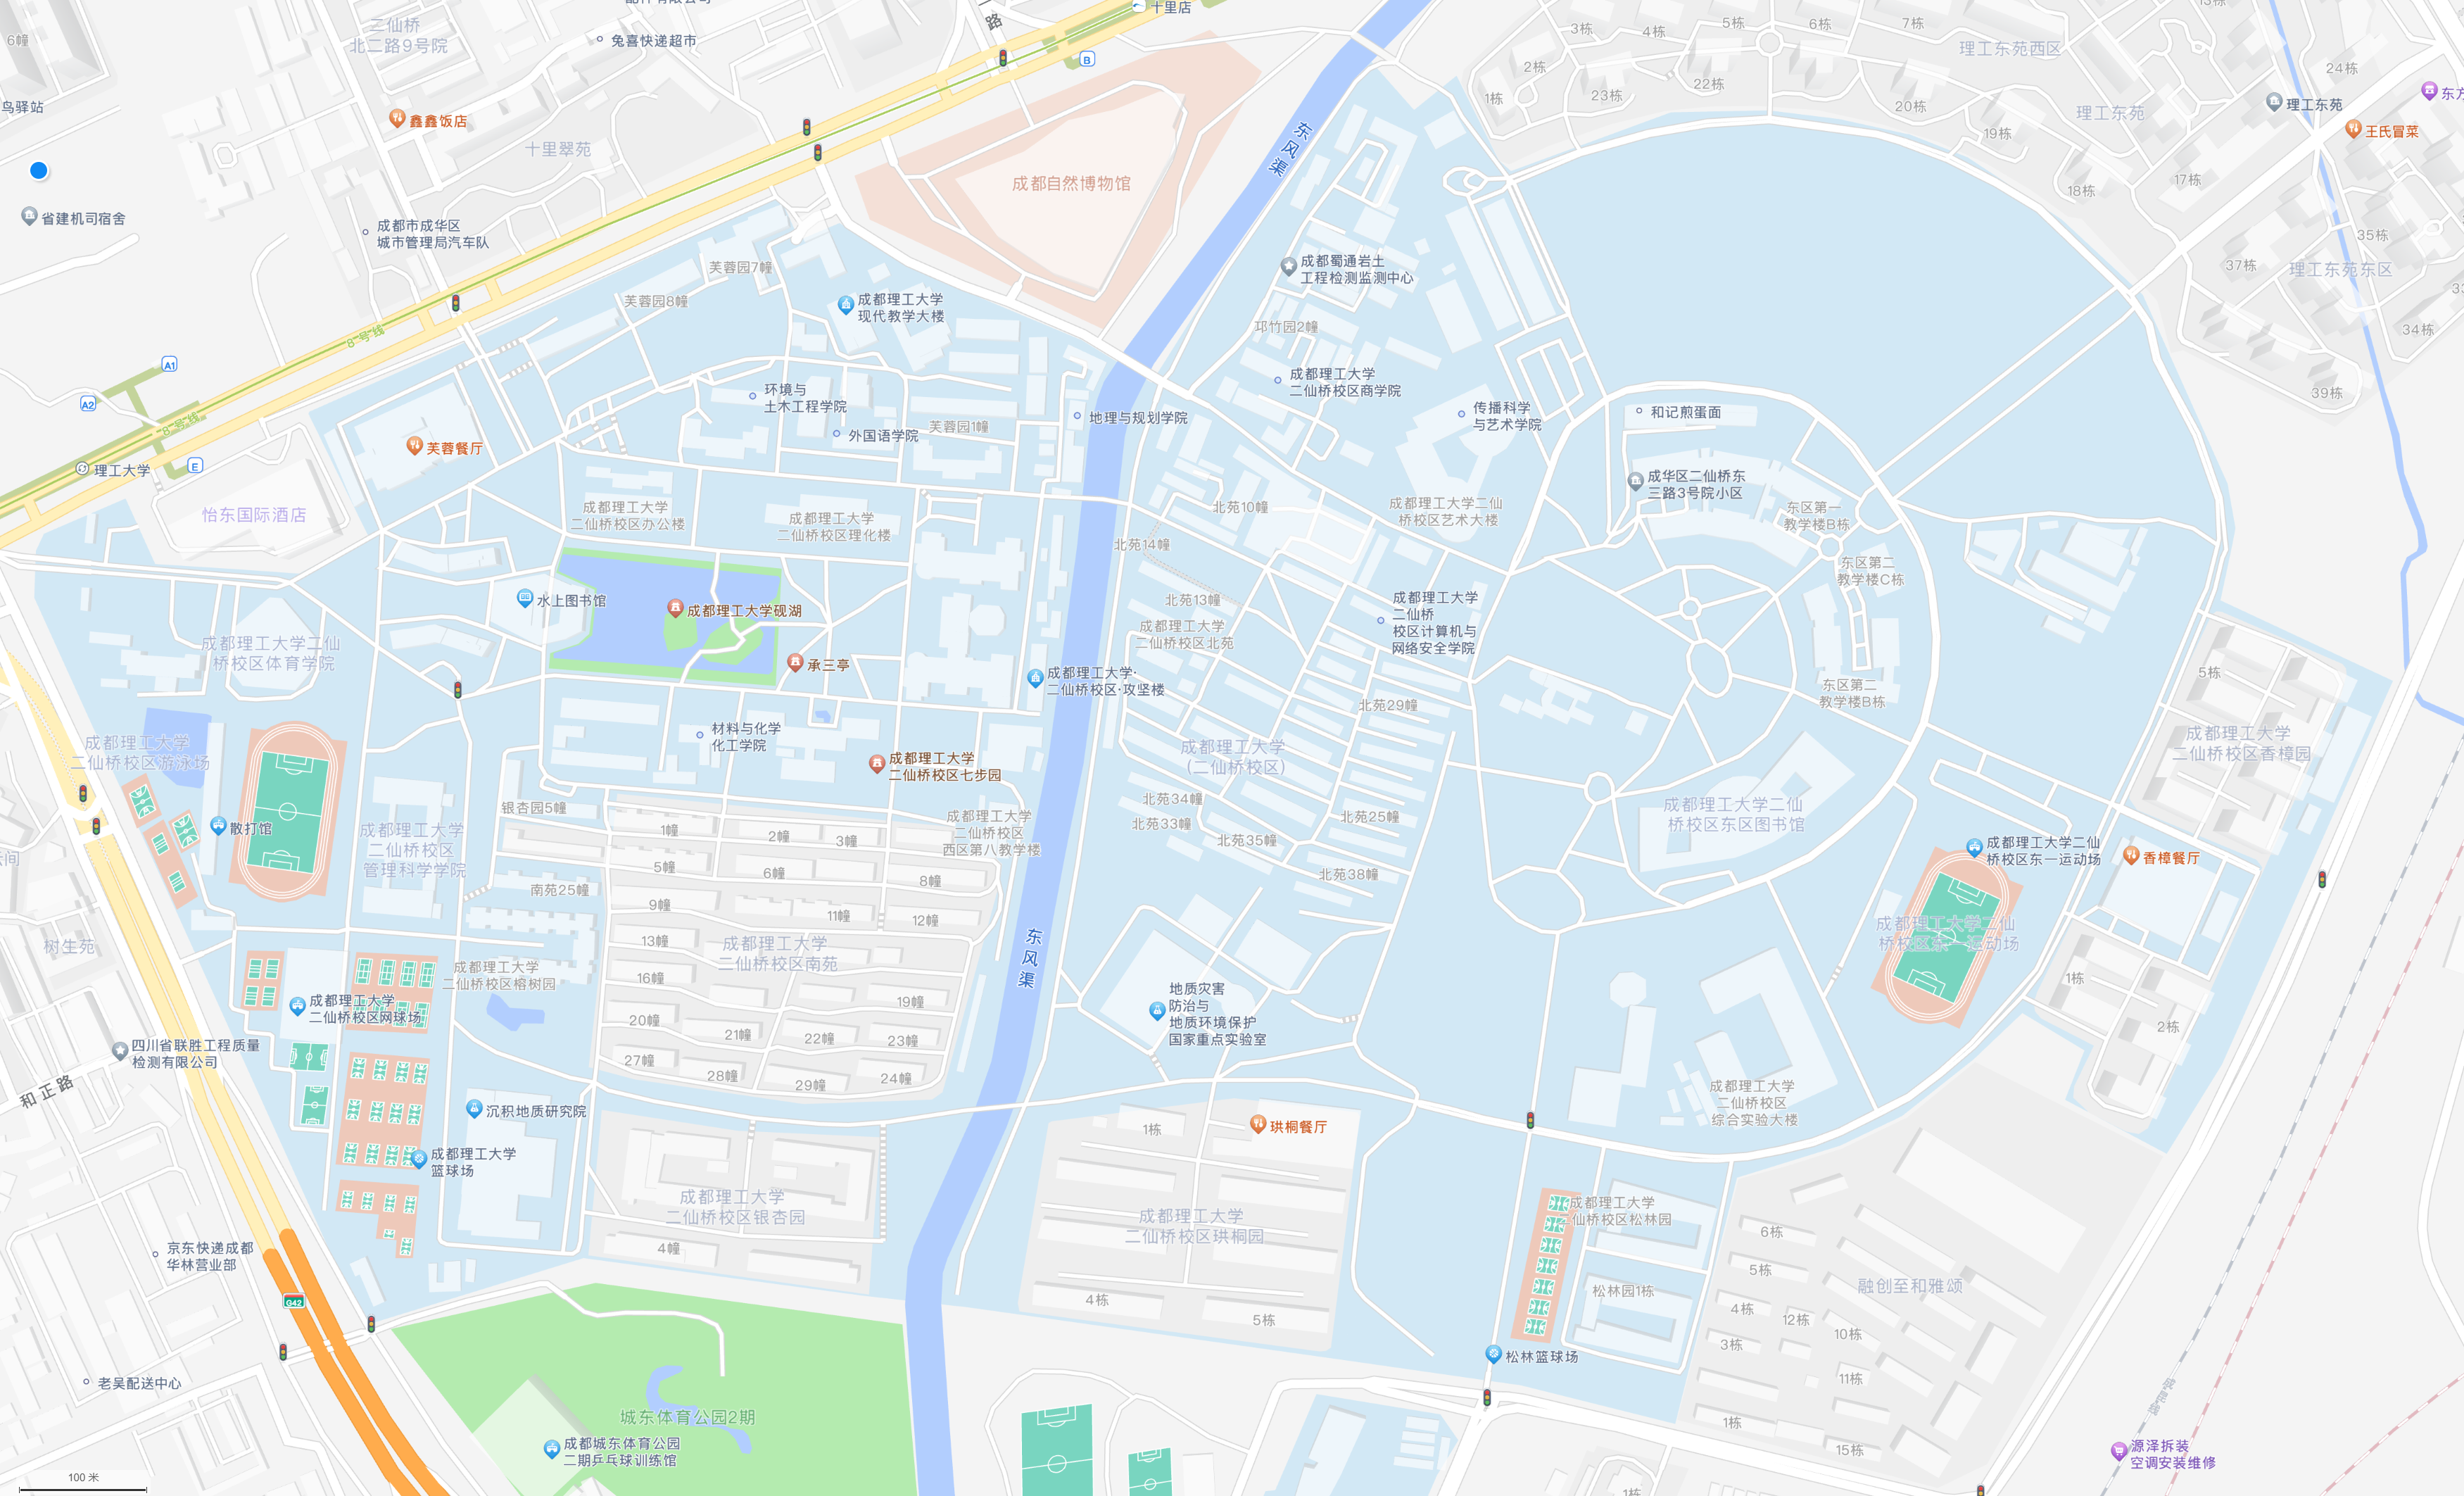 二仙桥
北二路9号院
6幢
兔喜快递超市
路
十里店
B
3栋
4栋
5栋
6栋
7栋
理工东苑西区
2栋
1栋
23栋
22栋
20栋
19栋
24栋
理工东苑
理工东苑
王氏冒菜
鸟驿站
鑫鑫饭店
十里翠苑
成都自然博物馆
东风渠
18栋
17栋
35栋
37栋
理工东苑东区
34栋
39栋
省建机司宿舍
成都市成华区
城市管理局汽车队
芙蓉园7幢
芙蓉园8幢
成都理工大学
现代教学大楼
成都蜀通岩土
工程检测监测中心
邛竹园2幢
8号线
A1
A2
8号线
E
理工大学
环境与
土木工程学院
外国语学院
芙蓉园1幢
地理与规划学院
成都理工大学
二仙桥校区商学院
传播科学
与艺术学院
和记煎蛋面
芙蓉餐厅
怡东国际酒店
成都理工大学
二仙桥校区办公楼
成都理工大学
二仙桥校区理化楼
北苑10幢
成都理工大学二仙
桥校区艺术大楼
成华区二仙桥东
三路3号院小区
东区第一
教学楼B栋
北苑14幢
东区第二
教学楼C栋
水上图书馆
成都理工大学砚湖
北苑13幢
成都理工大学
二仙桥校区北苑
成都理工大学
二仙桥
校区计算机与
网络安全学院
成都理工大学二仙
桥校区体育学院
承三亭
成都理工大学·
二仙桥校区·攻坚楼
东区第二
教学楼B栋
5栋
北苑29幢
成都理工大学
二仙桥校区游泳场
材料与化学
化工学院
成都理工大学
二仙桥校区七步园
成都理工大学
(二仙桥校区)
成都理工大学
二仙桥校区香樟园
银杏园5幢
成都理工大学
二仙桥校区
西区第八教学楼
北苑34幢
北苑33幢
北苑25幢
北苑35幢
北苑38幢
成都理工大学二仙
桥校区东区图书馆
散打馆
成都理工大学
二仙桥校区
管理科学学院
1幢
2幢
3幢
5幢
6幢
8幢
南苑25幢
9幢
11幢
12幢
成都理工大学二仙
桥校区东一运动场
香樟餐厅
成都理工大学二仙
桥校区东一运动场
树生苑
13幢
成都理工大学
二仙桥校区南苑
东风渠
成都理工大学
二仙桥校区榕树园
16幢
19幢
20幢
21幢
22幢
23幢
27幢
28幢
29幢
24幢
成都理工大学
二仙桥校区网球场
地质灾害
防治与
地质环境保护
国家重点实验室
1栋
2栋
四川省联胜工程质量
检测有限公司
和正路
沉积地质研究院
成都理工大学
篮球场
1栋
珙桐餐厅
成都理工大学
二仙桥校区
综合实验大楼
成都理工大学
二仙桥校区银杏园
4幢
成都理工大学
二仙桥校区珙桐园
成都理工大学
二仙桥校区松林园
6栋
5栋
融创至和雅颂
京东快递成都
华林营业部
G42
4栋
5栋
松林园1栋
4栋
12栋
10栋
3栋
11栋
松林篮球场
老吴配送中心
城东体育公园2期
成都城东体育公园
二期乒乓球训练馆
1栋
15栋
源泽拆装
空调安装维修
100 米